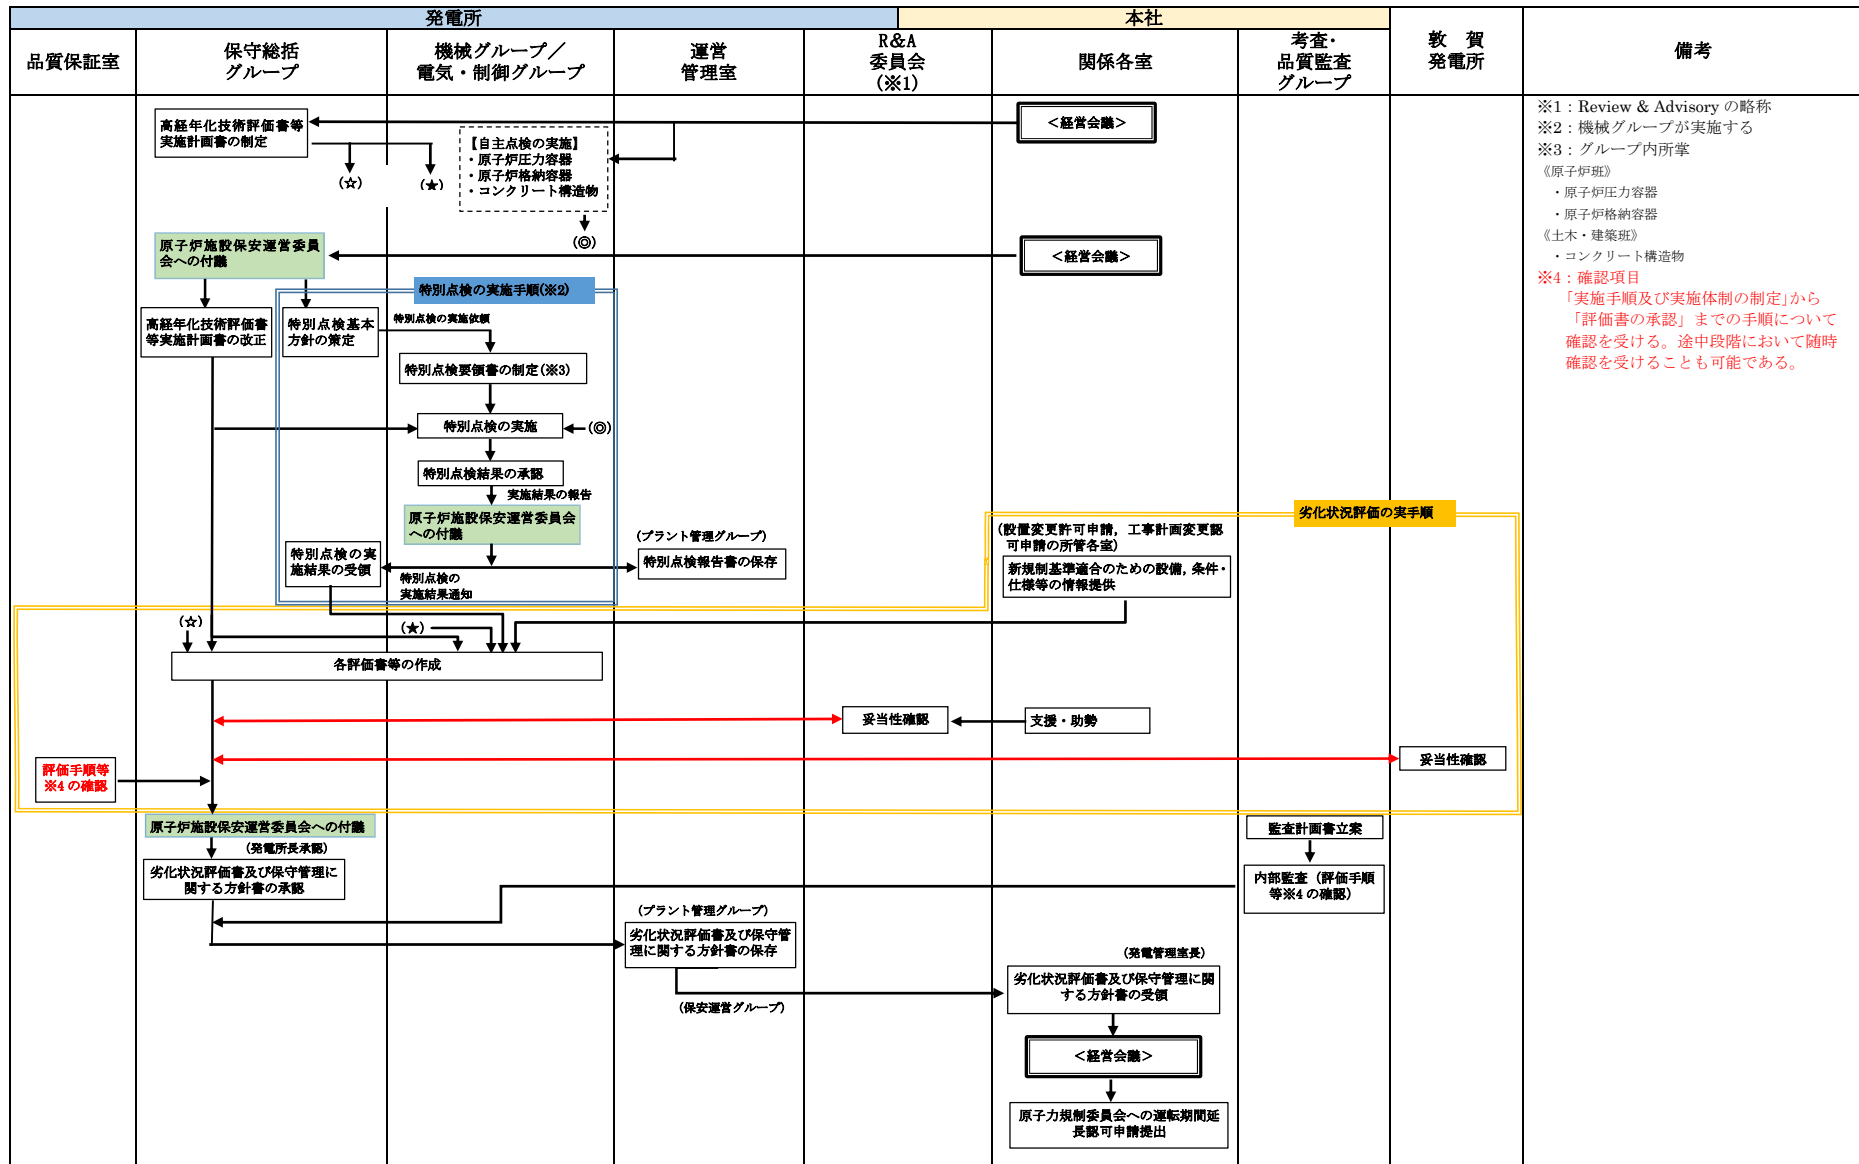 発電所
本社
品質保証室
保守総括
グループ
機械グループ／
電気・制御グループ
運営
管理室
R&A
委員会
(※1)
関係各室
考査・
品質監査
グループ
敦　賀
発電所
備考
高経年化技術評価書等
実施計画書の制定
(☆)
(★)
【自主点検の実施】
・原子炉圧力容器
・原子炉格納容器
・コンクリート構造物
(◎)
＜経営会議＞
原子炉施設保安運営委員
会への付議
＜経営会議＞
特別点検の実施手順(※2)
高経年化技術評価書
等実施計画書の改正
特別点検基本
方針の策定
特別点検の実施依頼
特別点検要領書の制定(※3)
特別点検の実施
(◎)
特別点検結果の承認
実施結果の報告
原子炉施設保安運営委員会
への付議
特別点検の実
施結果の受領
特別点検の
実施結果通知
(プラント管理グループ)
特別点検報告書の保存
劣化状況評価の実手順
(設置変更許可申請，工事計画変更認
可申請の所管各室)
新規制基準適合のための設備，条件・
仕様等の情報提供
(☆)
(★)
各評価書等の作成
妥当性確認
支援・助勢
妥当性確認
評価手順等
※4 の確認
原子炉施設保安運営委員会への付議
(発電所長承認)
劣化状況評価書及び保守管理に
関する方針書の承認
監査計画書立案
内部監査（評価手順
等※4 の確認）
(プラント管理グループ)
劣化状況評価書及び保守管
理に関する方針書の保存
(保安運営グループ)
(発電管理室長)
劣化状況評価書及び保守管理に関
する方針書の受領
＜経営会議＞
原子力規制委員会への運転期間延
長認可申請提出
※1：Review & Advisory の略称
※2：機械グループが実施する
※3：グループ内所掌
《原子炉班》
・原子炉圧力容器
・原子炉格納容器
《土木・建築班》
・コンクリート構造物
※4：確認項目
「実施手順及び実施体制の制定」から
「評価書の承認」までの手順について
確認を受ける。途中段階において随時
確認を受けることも可能である。